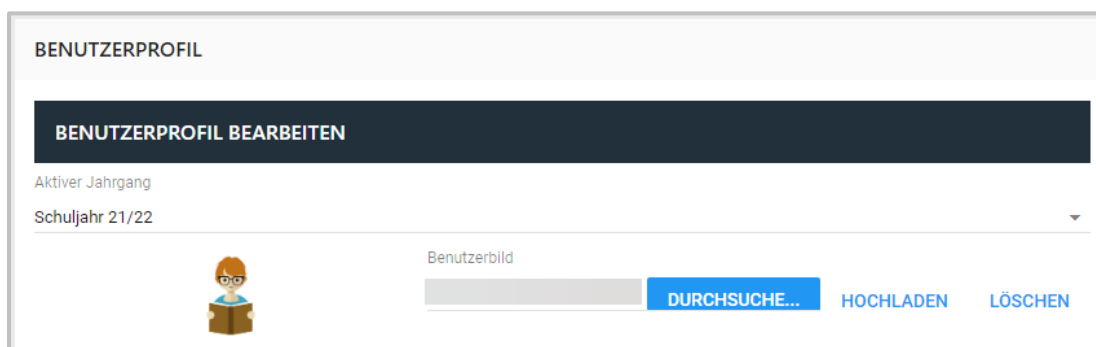 BENUTZERPROFIL
BENUTZERPROFIL BEARBEITEN
Aktiver Jahrgang
Schuljahr 21/22
Benutzerbild
DURCHSUCHE... HOCHLADEN LÖSCHEN